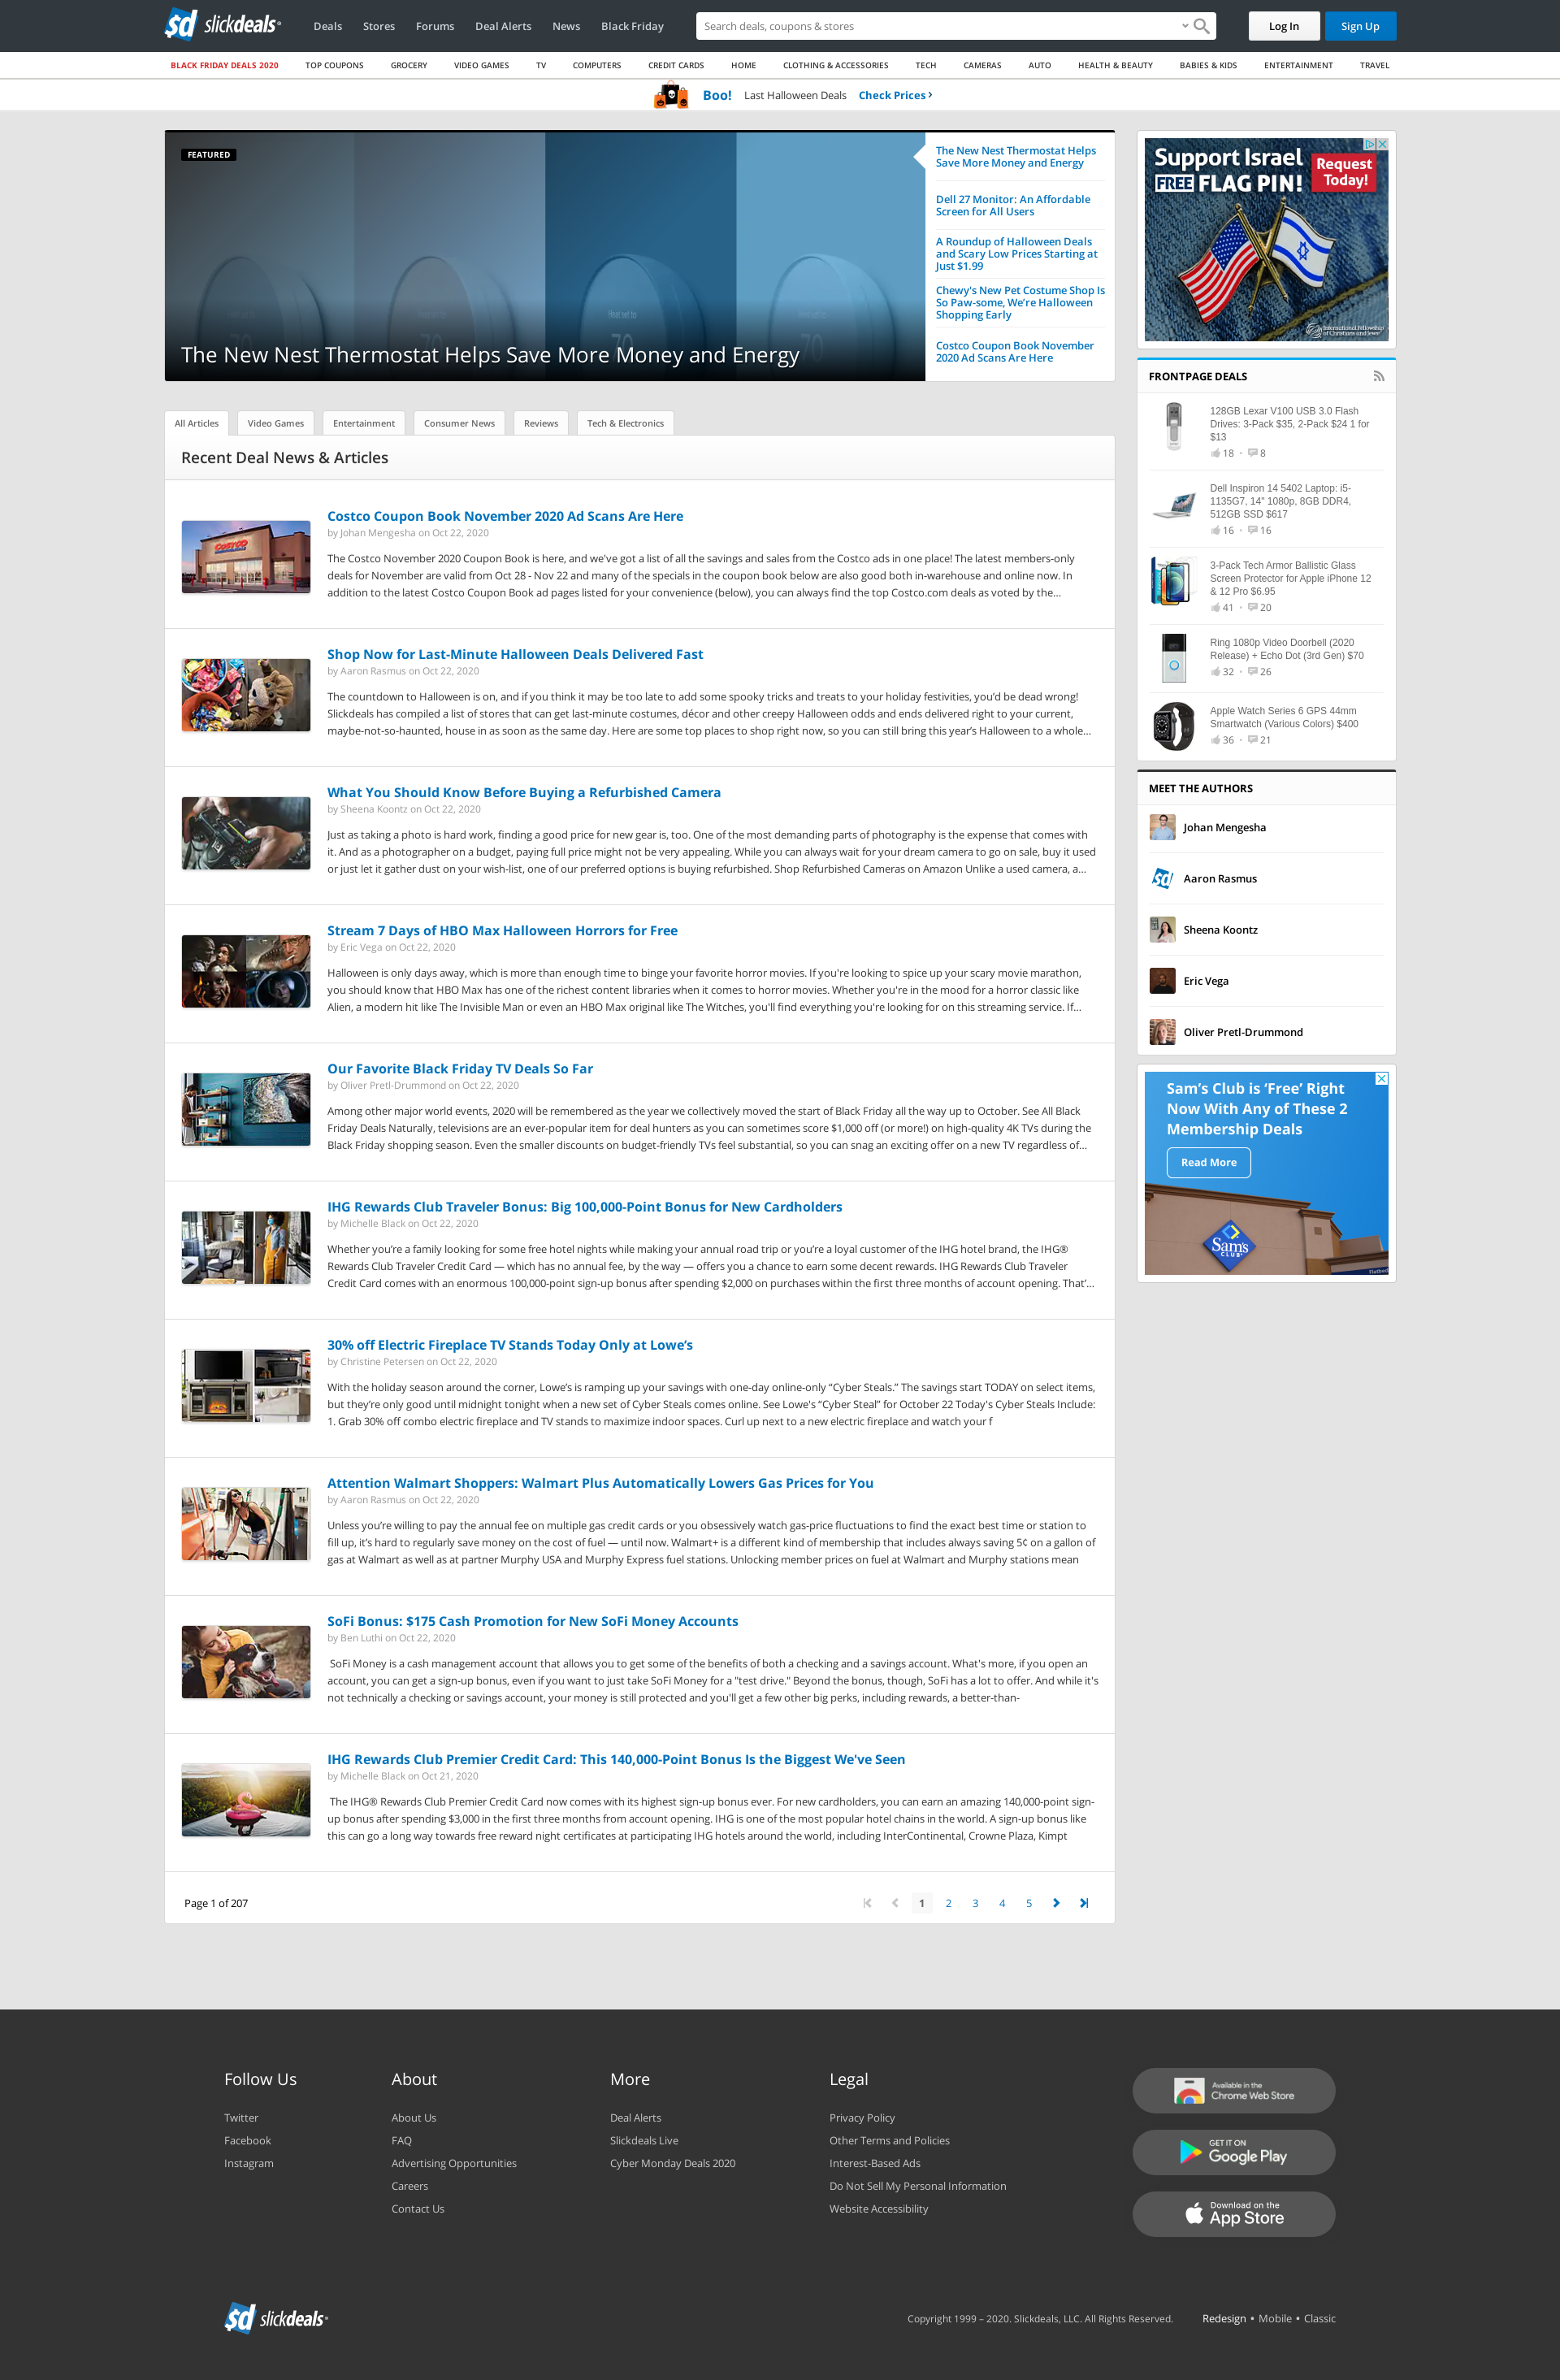 sd slickdeals
Deals Stores Forums Deal Alerts News Black Friday
Search deals, coupons & stores
Log In Sign Up
BLACK FRIDAY DEALS 2020 TOP COUPONS GROCERY VIDEO GAMES TV COMPUTERS CREDIT CARDS HOME CLOTHING & ACCESSORIES TECH CAMERAS AUTO HEALTH & BEAUTY BABIES & KIDS ENTERTAINMENT TRAVEL
Boo! Last Halloween Deals Check Prices ›
FEATURED
Heat set to
70
The New Nest Thermostat Helps Save More Money and Energy
The New Nest Thermostat Helps
Save More Money and Energy
Dell 27 Monitor: An Affordable
Screen for All Users
A Roundup of Halloween Deals
and Scary Low Prices Starting at
Just $1.99
Chewy's New Pet Costume Shop Is
So Paw-some, We’re Halloween
Shopping Early
Costco Coupon Book November
2020 Ad Scans Are Here
All Articles Video Games Entertainment Consumer News Reviews Tech & Electronics
Recent Deal News & Articles
Costco Coupon Book November 2020 Ad Scans Are Here
by Johan Mengesha on Oct 22, 2020
The Costco November 2020 Coupon Book is here, and we've got a list of all the savings and sales from the Costco ads in one place! The latest members-only
deals for November are valid from Oct 28 - Nov 22 and many of the specials in the coupon book below are also good both in-warehouse and online now. In
addition to the latest Costco Coupon Book ad pages listed for your convenience (below), you can always find the top Costco.com deals as voted by the…
Shop Now for Last-Minute Halloween Deals Delivered Fast
by Aaron Rasmus on Oct 22, 2020
The countdown to Halloween is on, and if you think it may be too late to add some spooky tricks and treats to your holiday festivities, you’d be dead wrong!
Slickdeals has compiled a list of stores that can get last-minute costumes, décor and other creepy Halloween odds and ends delivered right to your current,
maybe-not-so-haunted, house in as soon as the same day. Here are some top places to shop right now, so you can still bring this year’s Halloween to a whole…
What You Should Know Before Buying a Refurbished Camera
by Sheena Koontz on Oct 22, 2020
Just as taking a photo is hard work, finding a good price for new gear is, too. One of the most demanding parts of photography is the expense that comes with
it. And as a photographer on a budget, paying full price might not be very appealing. While you can always wait for your dream camera to go on sale, buy it used
or just let it gather dust on your wish-list, one of our preferred options is buying refurbished. Shop Refurbished Cameras on Amazon Unlike a used camera, a…
Stream 7 Days of HBO Max Halloween Horrors for Free
by Eric Vega on Oct 22, 2020
Halloween is only days away, which is more than enough time to binge your favorite horror movies. If you're looking to spice up your scary movie marathon,
you should know that HBO Max has one of the richest content libraries when it comes to horror movies. Whether you're in the mood for a horror classic like
Alien, a modern hit like The Invisible Man or even an HBO Max original like The Witches, you'll find everything you're looking for on this streaming service. If…
Our Favorite Black Friday TV Deals So Far
by Oliver Pretl-Drummond on Oct 22, 2020
Among other major world events, 2020 will be remembered as the year we collectively moved the start of Black Friday all the way up to October. See All Black
Friday Deals Naturally, televisions are an ever-popular item for deal hunters as you can sometimes score $1,000 off (or more!) on high-quality 4K TVs during the
Black Friday shopping season. Even the smaller discounts on budget-friendly TVs feel substantial, so you can snag an exciting offer on a new TV regardless of…
IHG Rewards Club Traveler Bonus: Big 100,000-Point Bonus for New Cardholders
by Michelle Black on Oct 22, 2020
Whether you’re a family looking for some free hotel nights while making your annual road trip or you’re a loyal customer of the IHG hotel brand, the IHG®
Rewards Club Traveler Credit Card — which has no annual fee, by the way — offers you a chance to earn some decent rewards. IHG Rewards Club Traveler
Credit Card comes with an enormous 100,000-point sign-up bonus after spending $2,000 on purchases within the first three months of account opening. That’…
30% off Electric Fireplace TV Stands Today Only at Lowe’s
by Christine Petersen on Oct 22, 2020
With the holiday season around the corner, Lowe’s is ramping up your savings with one-day online-only “Cyber Steals.” The savings start TODAY on select items,
but they’re only good until midnight tonight when a new set of Cyber Steals comes online. See Lowe's “Cyber Steal” for October 22 Today's Cyber Steals Include:
1. Grab 30% off combo electric fireplace and TV stands to maximize indoor spaces. Curl up next to a new electric fireplace and watch your f
Attention Walmart Shoppers: Walmart Plus Automatically Lowers Gas Prices for You
by Aaron Rasmus on Oct 22, 2020
Unless you’re willing to pay the annual fee on multiple gas credit cards or you obsessively watch gas-price fluctuations to find the exact best time or station to
fill up, it’s hard to regularly save money on the cost of fuel — until now. Walmart+ is a different kind of membership that includes always saving 5¢ on a gallon of
gas at Walmart as well as at partner Murphy USA and Murphy Express fuel stations. Unlocking member prices on fuel at Walmart and Murphy stations mean
SoFi Bonus: $175 Cash Promotion for New SoFi Money Accounts
by Ben Luthi on Oct 22, 2020
SoFi Money is a cash management account that allows you to get some of the benefits of both a checking and a savings account. What's more, if you open an
account, you can get a sign-up bonus, even if you want to just take SoFi Money for a "test drive." Beyond the bonus, though, SoFi has a lot to offer. And while it's
not technically a checking or savings account, your money is still protected and you'll get a few other big perks, including rewards, a better-than-
IHG Rewards Club Premier Credit Card: This 140,000-Point Bonus Is the Biggest We've Seen
by Michelle Black on Oct 21, 2020
The IHG® Rewards Club Premier Credit Card now comes with its highest sign-up bonus ever. For new cardholders, you can earn an amazing 140,000-point sign-
up bonus after spending $3,000 in the first three months from account opening. IHG is one of the most popular hotel chains in the world. A sign-up bonus like
this can go a long way towards free reward night certificates at participating IHG hotels around the world, including InterContinental, Crowne Plaza, Kimpt
Page 1 of 207
1 2 3 4 5
Support Israel
FREE FLAG PIN!
Request
Today!
International Fellowship
of Christians and Jews
FRONTPAGE DEALS
128GB Lexar V100 USB 3.0 Flash
Drives: 3-Pack $35, 2-Pack $24 1 for
$13
18 • 8
Dell Inspiron 14 5402 Laptop: i5-
1135G7, 14" 1080p, 8GB DDR4,
512GB SSD $617
16 • 16
3-Pack Tech Armor Ballistic Glass
Screen Protector for Apple iPhone 12
& 12 Pro $6.95
41 • 20
Ring 1080p Video Doorbell (2020
Release) + Echo Dot (3rd Gen) $70
32 • 26
Apple Watch Series 6 GPS 44mm
Smartwatch (Various Colors) $400
36 • 21
MEET THE AUTHORS
Johan Mengesha
sd Aaron Rasmus
Sheena Koontz
Eric Vega
Oliver Pretl-Drummond
Sam’s Club is ‘Free’ Right
Now With Any of These 2
Membership Deals
Read More
Sam's
CLUB
Follow Us
Twitter
Facebook
Instagram
About
About Us
FAQ
Advertising Opportunities
Careers
Contact Us
More
Deal Alerts
Slickdeals Live
Cyber Monday Deals 2020
Legal
Privacy Policy
Other Terms and Policies
Interest-Based Ads
Do Not Sell My Personal Information
Website Accessibility
Available in the
Chrome Web Store
GET IT ON
Google Play
Download on the
App Store
sd slickdeals
Copyright 1999 – 2020. Slickdeals, LLC. All Rights Reserved.
Redesign • Mobile • Classic